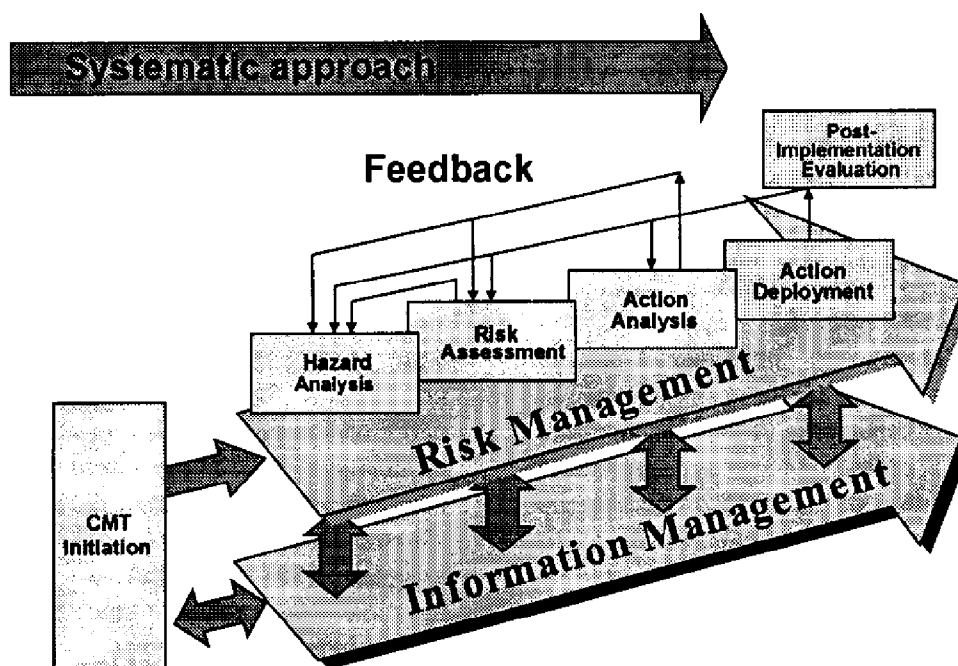 Systematic approach
Post-
Implementation
Evaluation
Feedback
Action
Deployment
Action
Analysis
Risk
Assessment
Hazard
Analysis
Risk Management
CMT
Initiation
Information Management